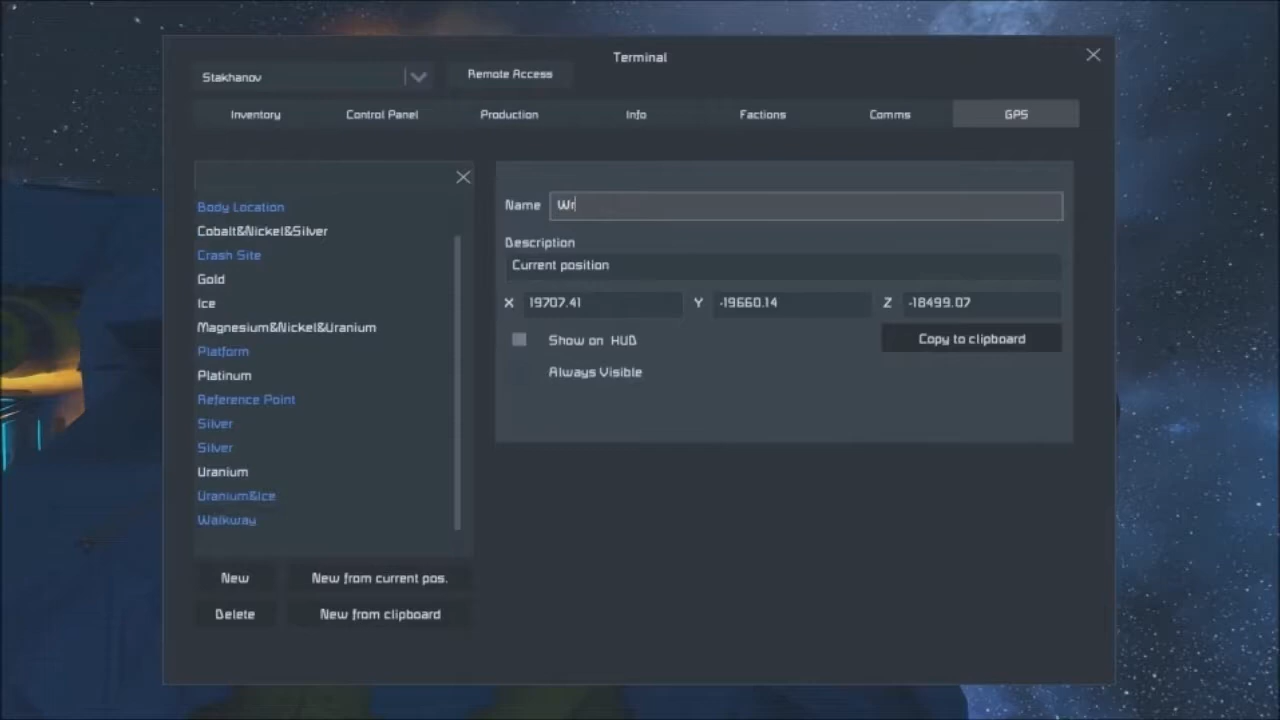 Terminal
Stakhanov
Remote Access
Inventory
Control Panel
Production
Info
Factions
Comms
GPS
Body Location
Cobalt&Nickel&Silver
Crash Site
Gold
Ice
Magnesium&Nickel&Uranium
Platform
Platinum
Reference Point
Silver
Silver
Uranium
Uranium&Ice
Walkway
New
New from current pos.
Delete
New from clipboard
Name Wr
Description
Current position
X 19707.41 Y -19660.14 Z -18499.07
Show on HUD
Copy to clipboard
Always Visible